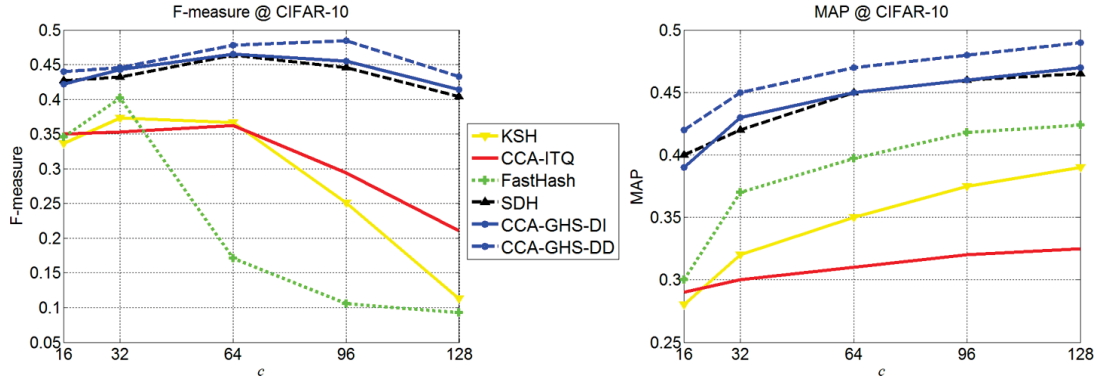 F-measure @ CIFAR-10
F-measure
0.5
0.45
0.4
0.35
0.3
0.25
0.2
0.15
0.1
0.05
16 32 64 96 128
c
KSH
CCA-ITQ
FastHash
SDH
CCA-GHS-DI
CCA-GHS-DD
MAP @ CIFAR-10
MAP
0.5
0.45
0.4
0.35
0.3
0.25
16 32 64 96 128
c